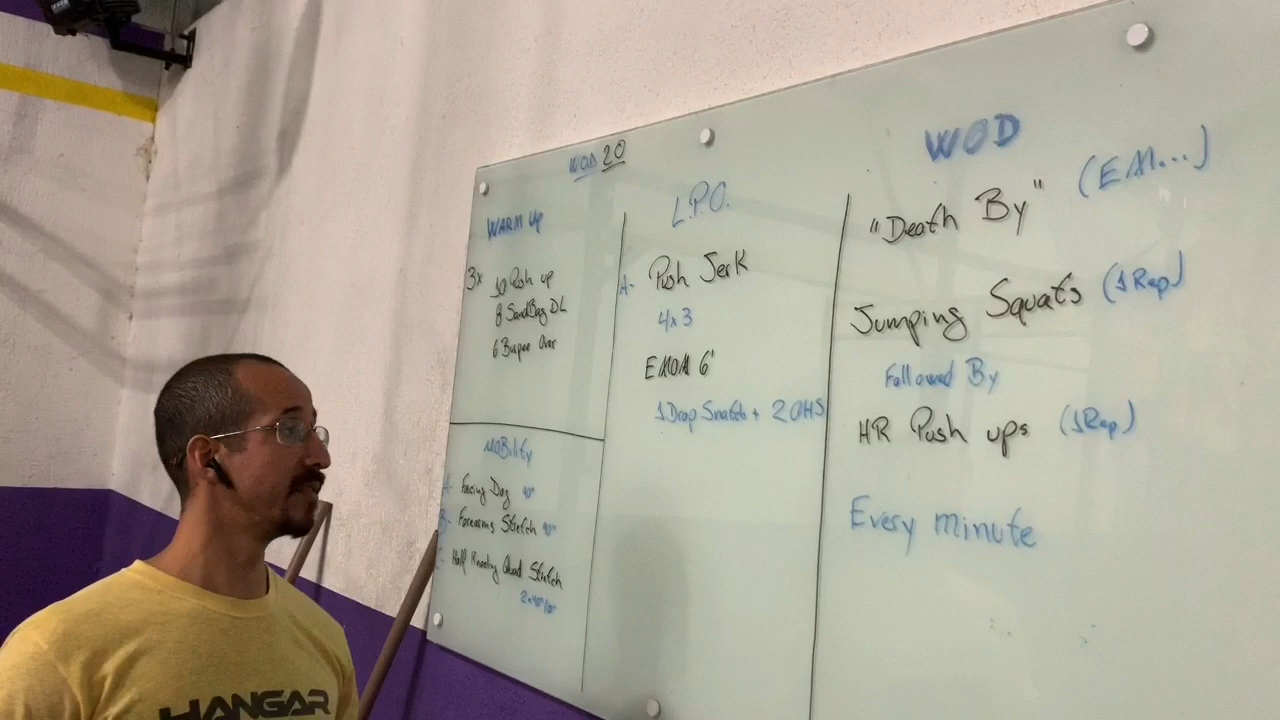 WOD 20
WARM UP
3x 10 Push up
8 SandBag DL
6 Burpee Over
MOBility
A- Facing Dog 90"
B- Forearms Stretch 90"
C- Half Kneeling Quad Stretch
L.P.O.
A- Push Jerk
4x3
EMOM 6'
1 Drop Snatch + 2 OHS
WOD
"Death By" (EM...)
Jumping Squats (1 Rep)
Followed By
HR Push ups (1 Rep)
Every minute
HANGAR